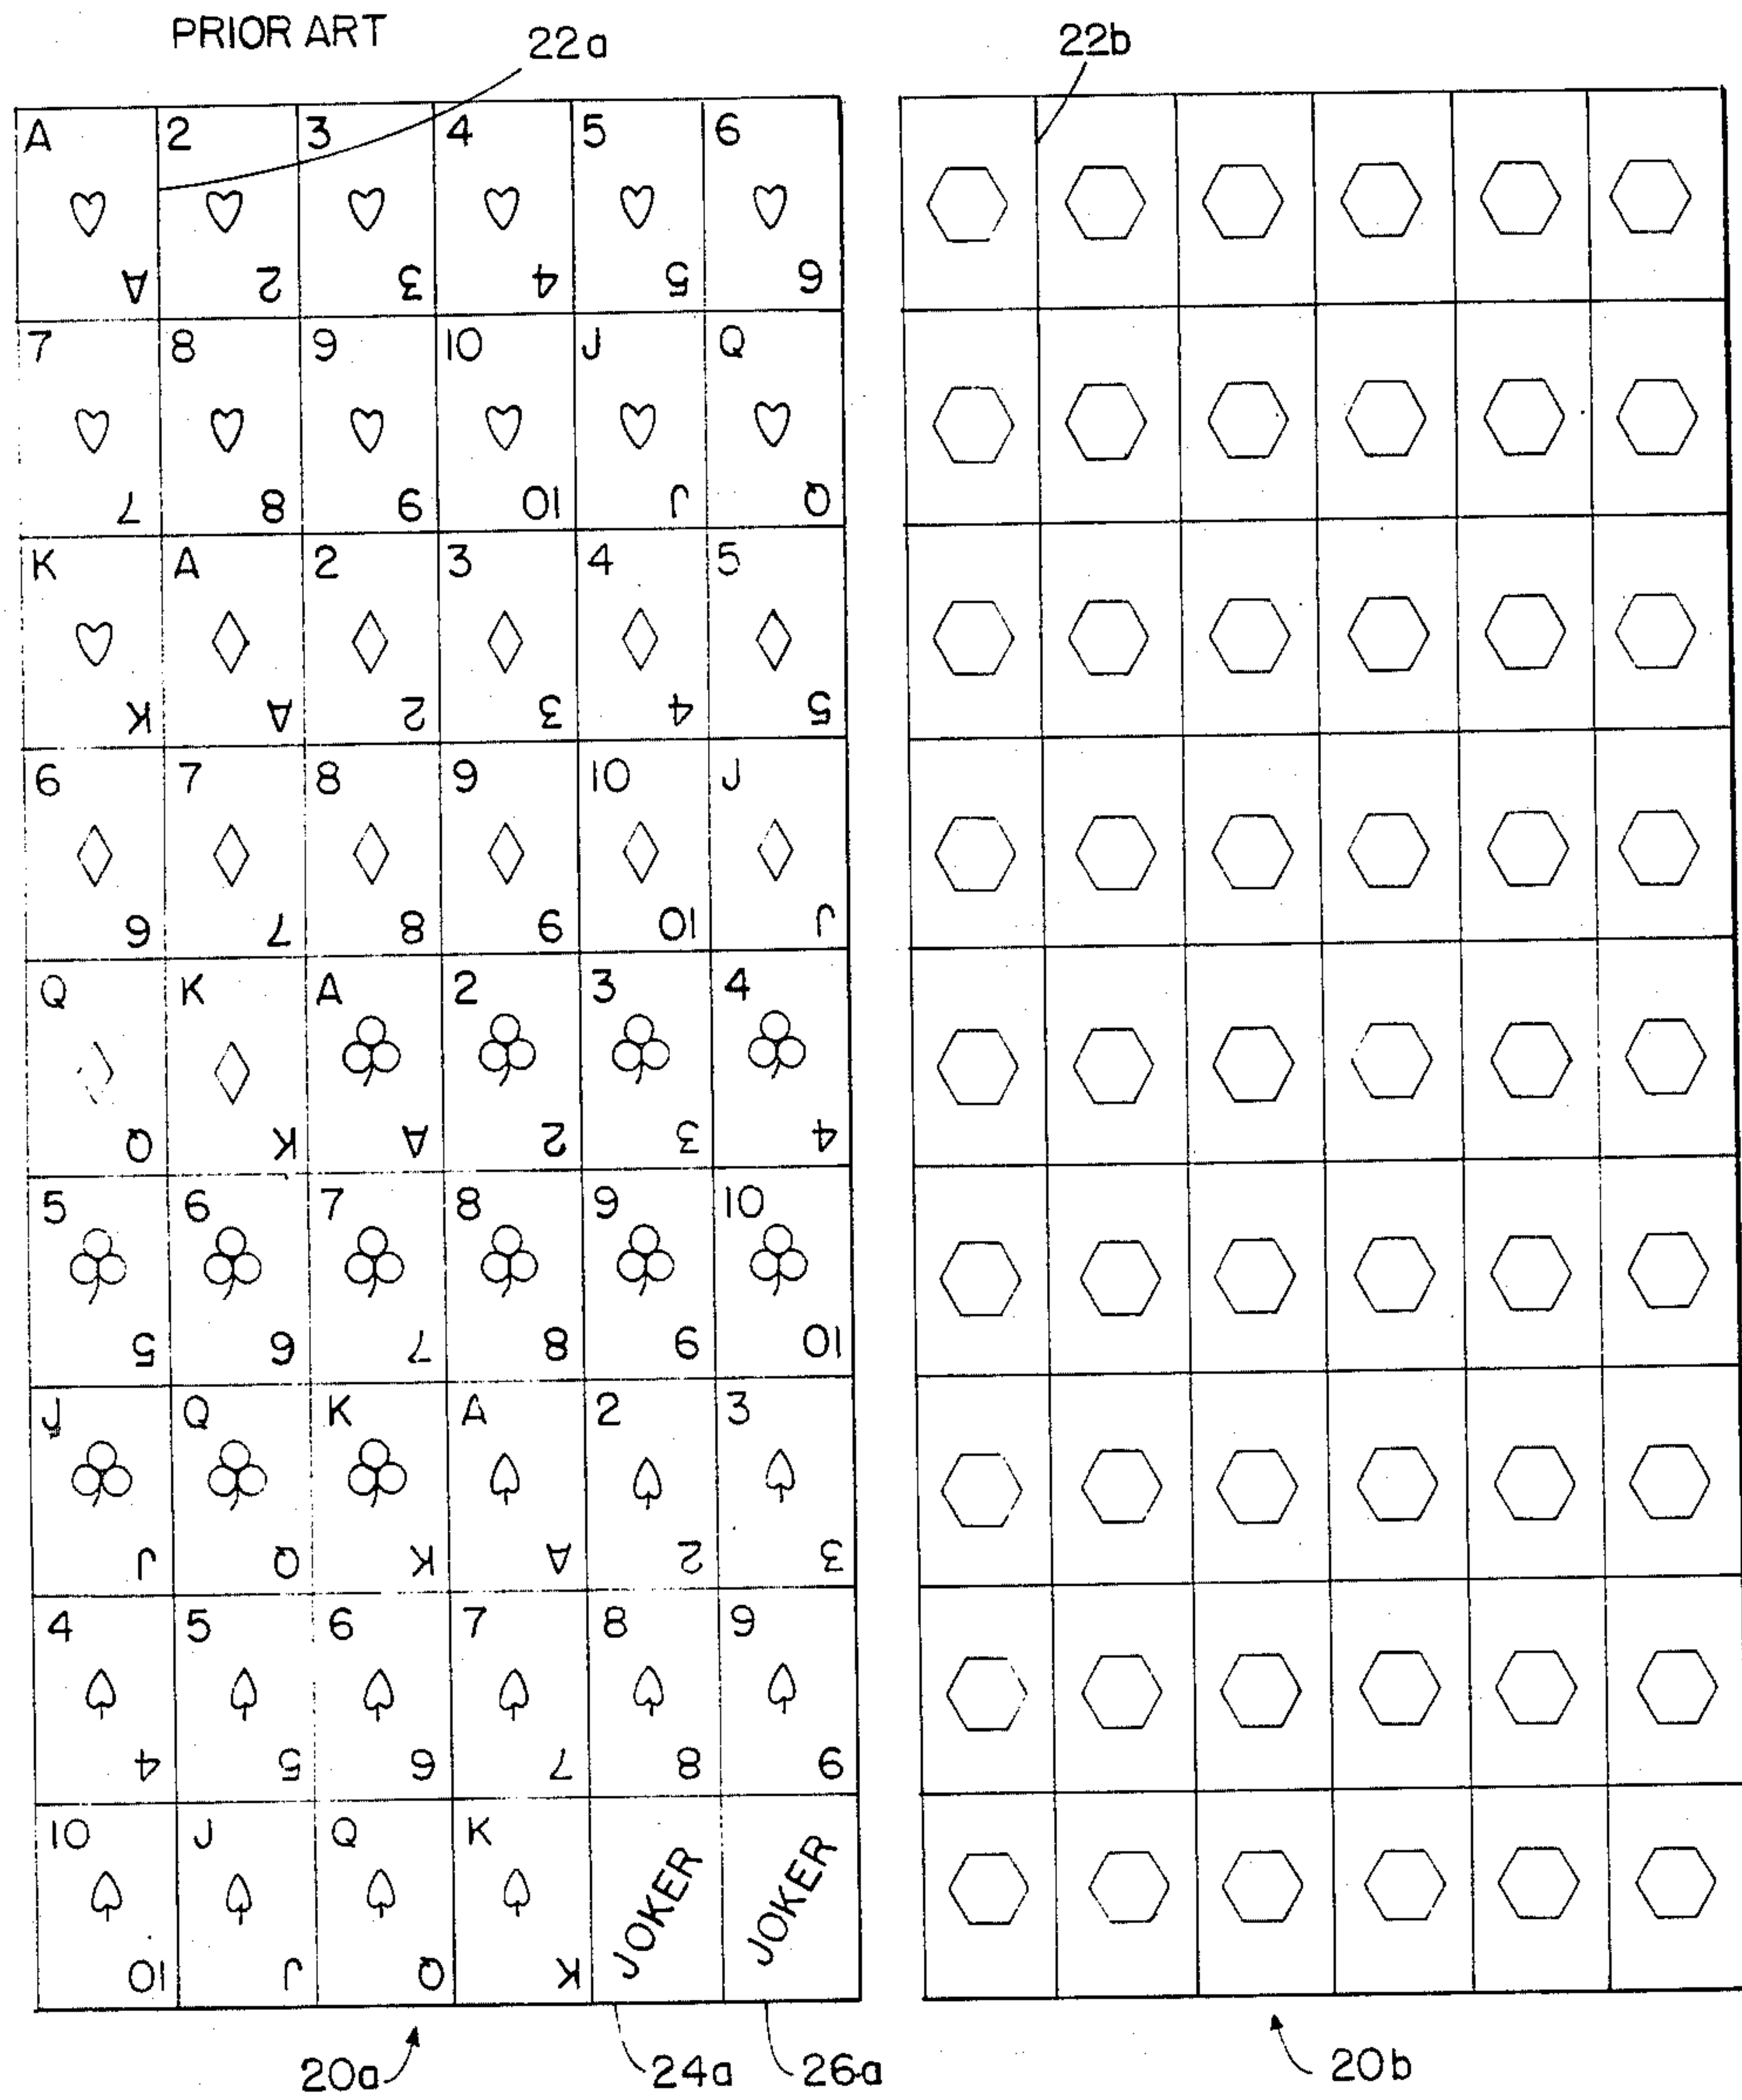 PRIOR ART
22a
22b
A 2 3 4 5 6
A 2 3 4 5 6
7 8 9 10 J Q
7 8 9 10 J Q
K A 2 3 4 5
K A 2 3 4 5
6 7 8 9 10 J
6 7 8 9 10 J
Q K A 2 3 4
Q K A 2 3 4
5 6 7 8 9 10
5 6 7 8 9 10
J Q K A 2 3
J Q K A 2 3
4 5 6 7 8 9
4 5 6 7 8 9
10 J Q K JOKER JOKER
10 J Q K
20a 24a 26a 20b